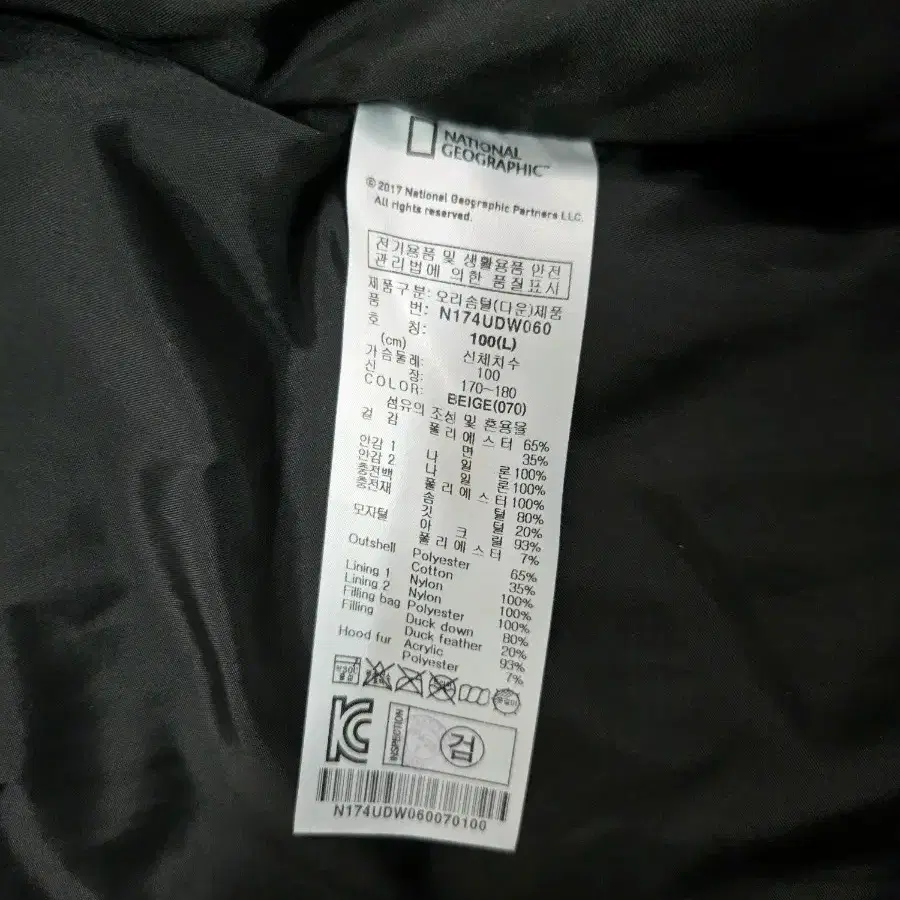 NATIONAL
GEOGRAPHIC™
© 2017 National Geographic Partners LLC.
All rights reserved.
전기용품 및 생활용품 안전
관리법에 의한 품질표시
제품구분: 오리솜털(다운)제품
품 번: N174UDW060
호 칭: 100(L)
(cm) 신체치수
가슴둘레: 100
신 장: 170~180
COLOR: BEIGE(070)
섬유의 조성 및 혼용율
겉 감 폴리에스터 65%
면 35%
안감 1 나일론 100%
안감 2 나일론 100%
충전백 폴리에스터 100%
충전재 솜털 80%
깃털 20%
모자털 아크릴 93%
폴리에스터 7%
Outshell Polyester 65%
Cotton 35%
Lining 1 Nylon 100%
Lining 2 Nylon 100%
Filling bag Polyester 100%
Filling Duck down 80%
Duck feather 20%
Hood fur Acrylic 93%
Polyester 7%
INSPECTION
검
N174UDW060070100